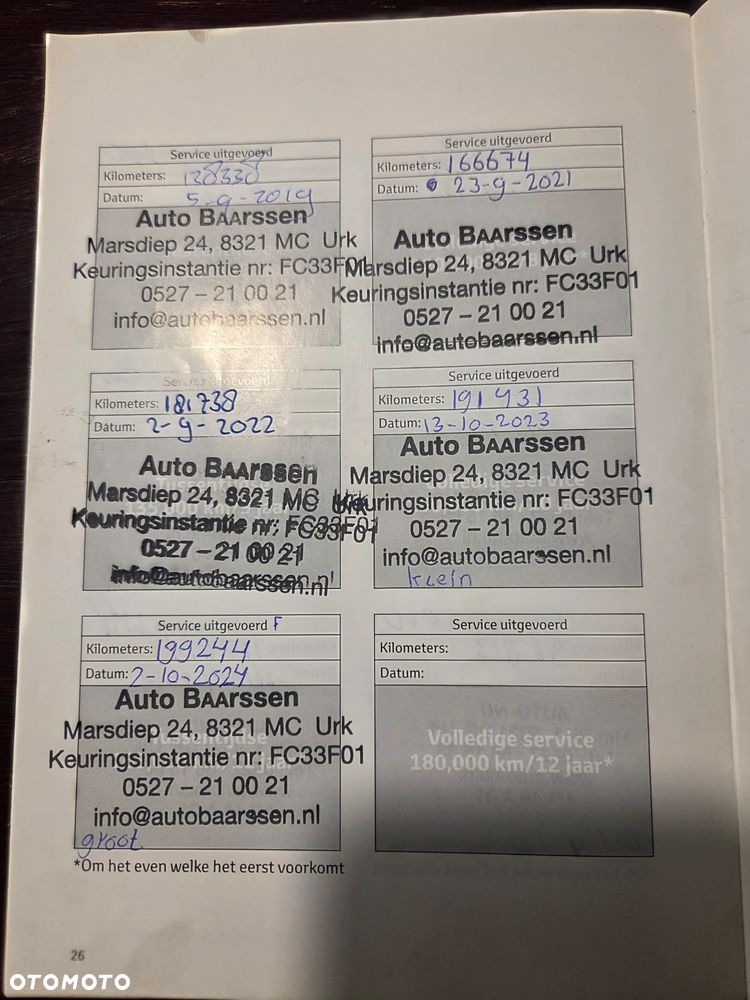 Service uitgevoerd
Kilometers: 128338
Datum: 5-9-2019
Auto BAArssen
Marsdiep 24, 8321 MC Urk
Keuringsinstantie nr: FC33F01
0527 – 21 00 21
info@autobaarssen.nl
Service uitgevoerd
Kilometers: 166674
Datum: 23-9-2021
Auto BAArssen
Marsdiep 24, 8321 MC Urk
Keuringsinstantie nr: FC33F01
0527 – 21 00 21
info@autobaarssen.nl
Service uitgevoerd
Kilometers: 181738
Datum: 2-9-2022
Auto BAArssen
Marsdiep 24, 8321 MC Urk
Keuringsinstantie nr: FC33F01
0527 – 21 00 21
info@autobaarssen.nl
Service uitgevoerd
Kilometers: 191431
Datum: 13-10-2023
Auto BAArssen
Marsdiep 24, 8321 MC Urk
Keuringsinstantie nr: FC33F01
0527 – 21 00 21
info@autobaarssen.nl
klein
Service uitgevoerd F
Kilometers: 199244
Datum: 2-10-2024
Auto BAArssen
Marsdiep 24, 8321 MC Urk
Keuringsinstantie nr: FC33F01
0527 – 21 00 21
info@autobaarssen.nl
groot
Service uitgevoerd
Kilometers:
Datum:
Volledige service
180,000 km/12 jaar*
*Om het even welke het eerst voorkomt
26
OTOMOTO